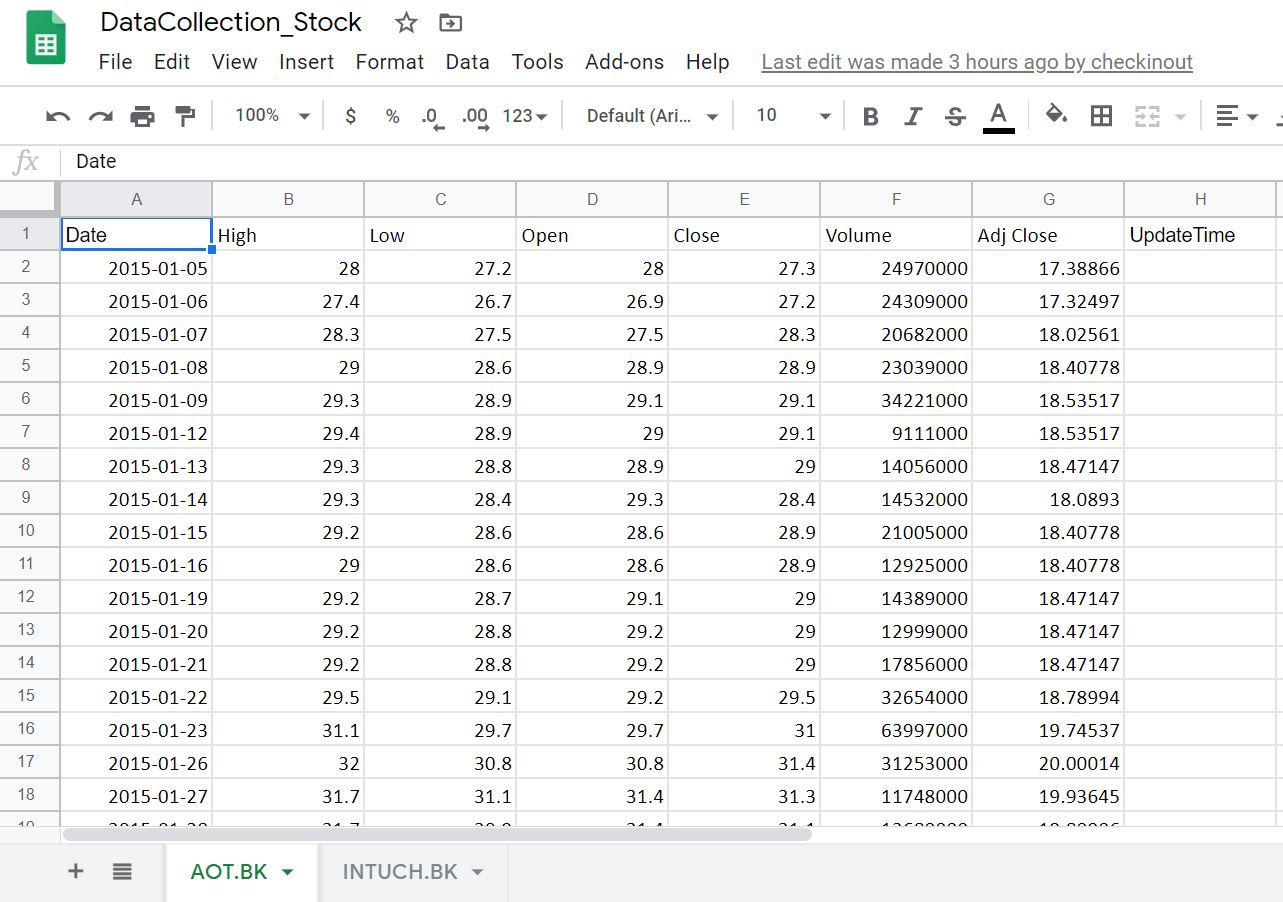 DataCollection_Stock
File Edit View Insert Format Data Tools Add-ons Help Last edit was made 3 hours ago by checkinout
100% $ % .0 .00 123 Default (Ari... 10 B I S A
fx Date
A B C D E F G H
1 Date High Low Open Close Volume Adj Close UpdateTime
2 2015-01-05 28 27.2 28 27.3 24970000 17.38866
3 2015-01-06 27.4 26.7 26.9 27.2 24309000 17.32497
4 2015-01-07 28.3 27.5 27.5 28.3 20682000 18.02561
5 2015-01-08 29 28.6 28.9 28.9 23039000 18.40778
6 2015-01-09 29.3 28.9 29.1 29.1 34221000 18.53517
7 2015-01-12 29.4 28.9 29 29.1 9111000 18.53517
8 2015-01-13 29.3 28.8 28.9 29 14056000 18.47147
9 2015-01-14 29.3 28.4 29.3 28.4 14532000 18.0893
10 2015-01-15 29.2 28.6 28.6 28.9 21005000 18.40778
11 2015-01-16 29 28.6 28.6 28.9 12925000 18.40778
12 2015-01-19 29.2 28.7 29.1 29 14389000 18.47147
13 2015-01-20 29.2 28.8 29.2 29 12999000 18.47147
14 2015-01-21 29.2 28.8 29.2 29 17856000 18.47147
15 2015-01-22 29.5 29.1 29.2 29.5 32654000 18.78994
16 2015-01-23 31.1 29.7 29.7 31 63997000 19.74537
17 2015-01-26 32 30.8 30.8 31.4 31253000 20.00014
18 2015-01-27 31.7 31.1 31.4 31.3 11748000 19.93645
AOT.BK INTUCH.BK